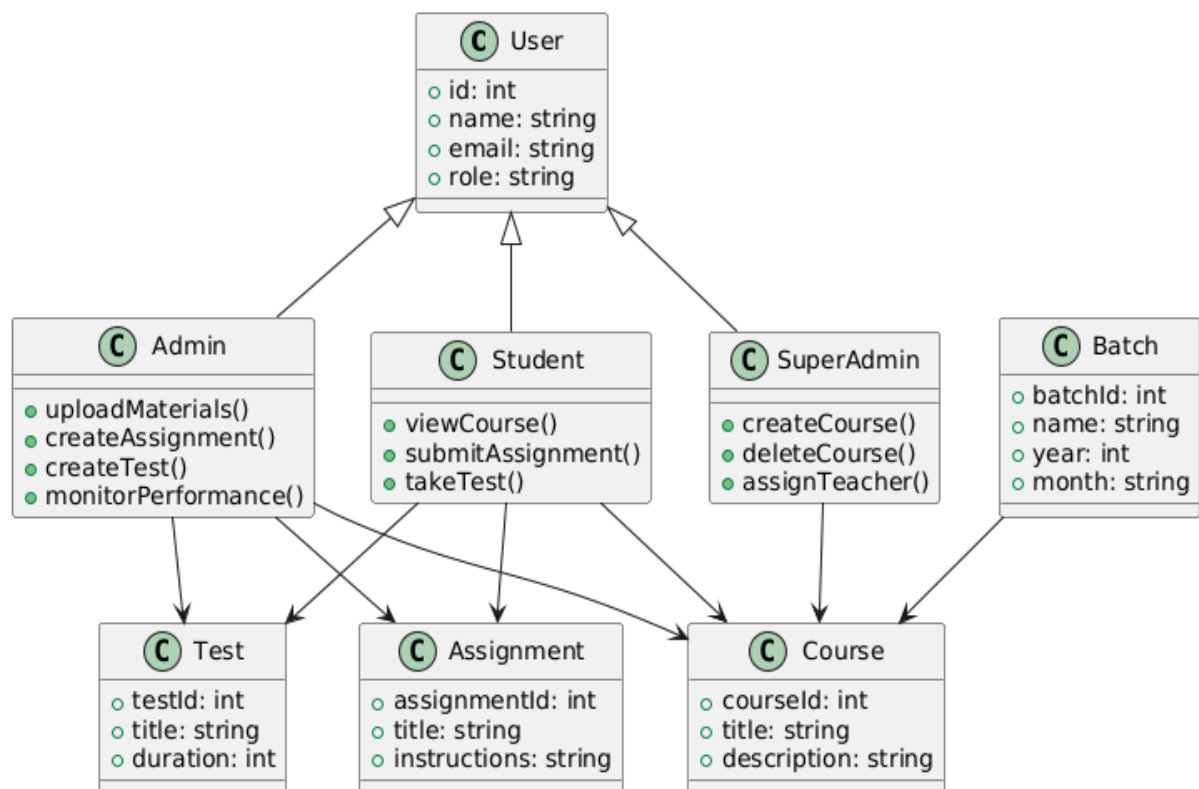 C User
id: int
name: string
email: string
role: string
C Admin
uploadMaterials()
createAssignment()
createTest()
monitorPerformance()
C Student
viewCourse()
submitAssignment()
takeTest()
C SuperAdmin
createCourse()
deleteCourse()
assignTeacher()
C Batch
batchId: int
name: string
year: int
month: string
C Test
testId: int
title: string
duration: int
C Assignment
assignmentId: int
title: string
instructions: string
C Course
courseId: int
title: string
description: string